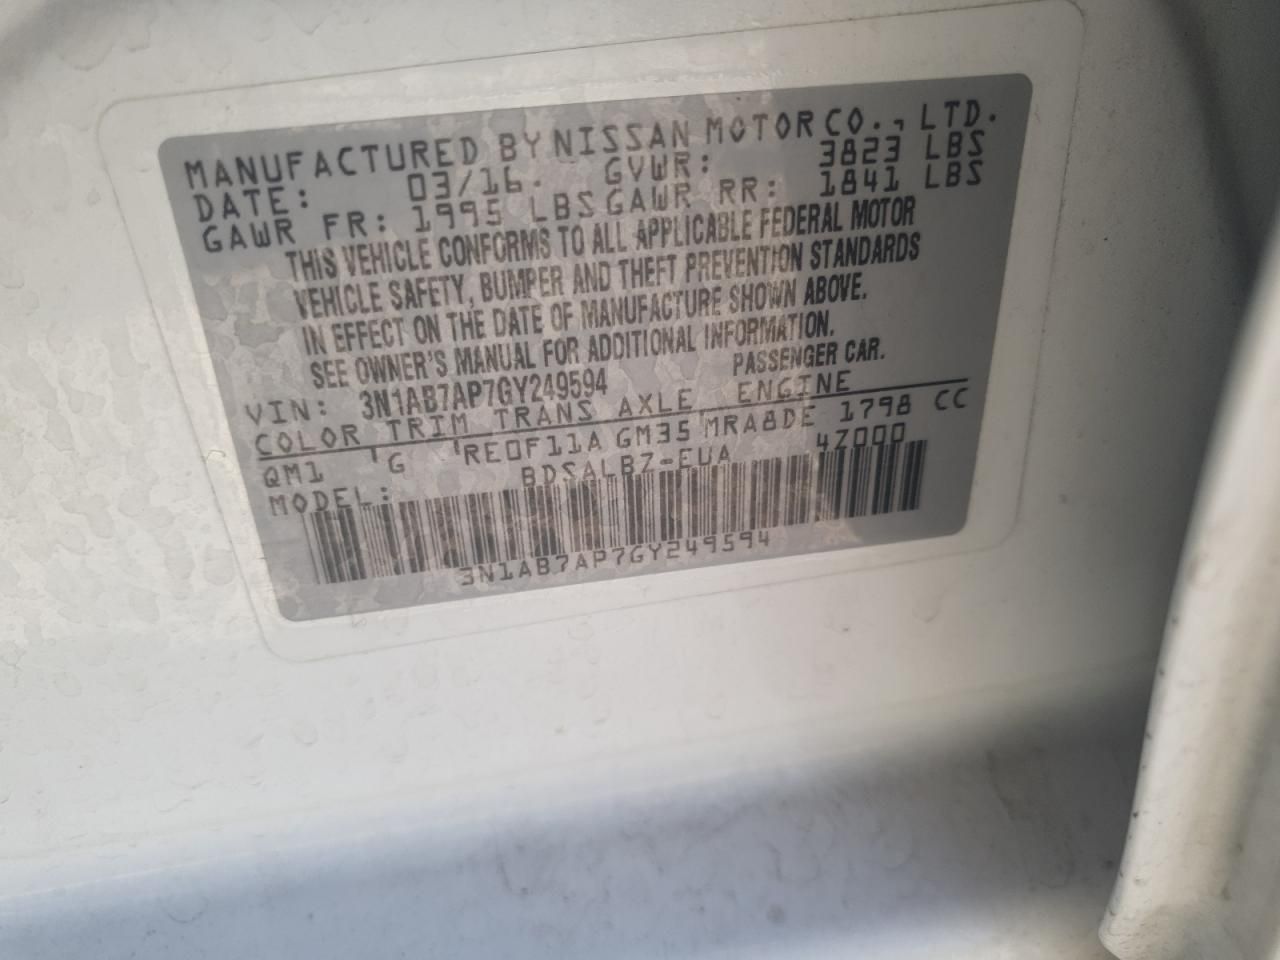 MANUFACTURED BY NISSAN MOTOR CO., LTD.
DATE: 03/16. GVWR: 3823 LBS
GAWR FR: 1995 LBS GAWR RR: 1841 LBS
THIS VEHICLE CONFORMS TO ALL APPLICABLE FEDERAL MOTOR
VEHICLE SAFETY, BUMPER AND THEFT PREVENTION STANDARDS
IN EFFECT ON THE DATE OF MANUFACTURE SHOWN ABOVE.
SEE OWNER'S MANUAL FOR ADDITIONAL INFORMATION.
VIN: 3N1AB7AP7GY249594 PASSENGER CAR.
COLOR TRIM TRANS AXLE ENGINE
QM1 G RE0F11A GM35 MRA8DE 1798 CC
MODEL: BDSALBZ-EUA 4Z000
3N1AB7AP7GY249594